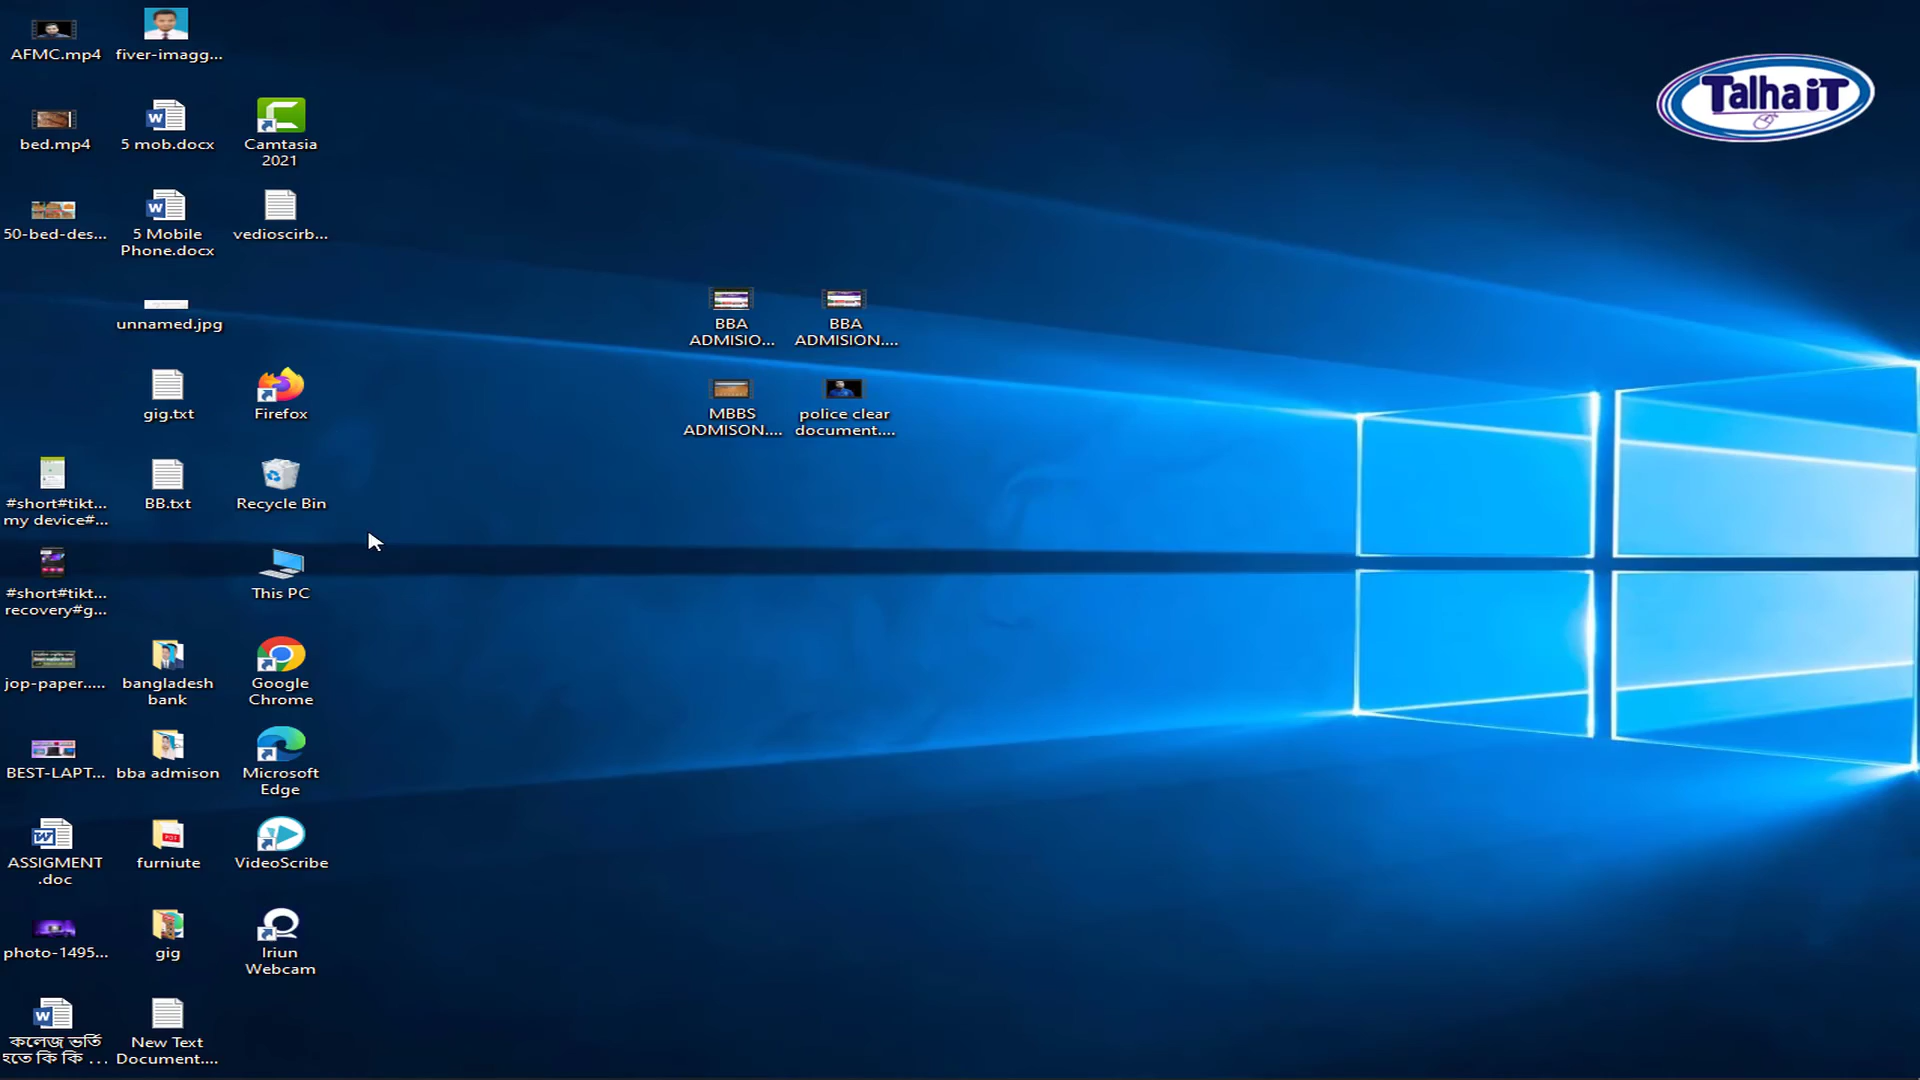 AFMC.mp4
fiver-imagg...
bed.mp4
5 mob.docx
Camtasia
2021
50-bed-des...
5 Mobile
Phone.docx
vedioscirb...
unnamed.jpg
gig.txt
Firefox
#short#tikt...
my device#...
BB.txt
Recycle Bin
#short#tikt...
recovery#g...
This PC
jop-paper.....
bangladesh
bank
Google
Chrome
BEST-LAPT...
bba admison
Microsoft
Edge
ASSIGMENT
.doc
furniute
VideoScribe
photo-1495...
gig
Iriun
Webcam
কলেজ ভর্তি
হতে কি কি ...
New Text
Document....
BBA
ADMISIO...
BBA
ADMISION....
MBBS
ADMISON....
police clear
document....
Talha iT